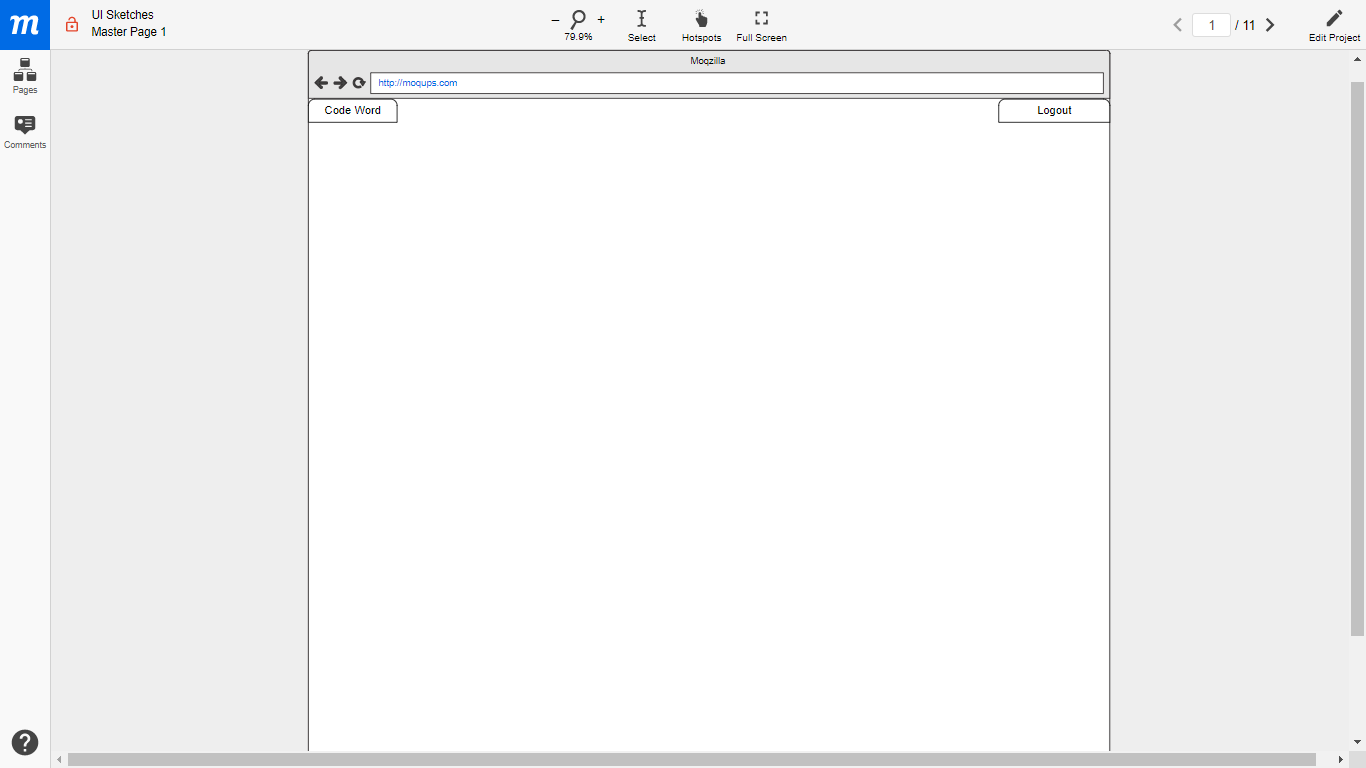 m
UI Sketches
Master Page 1
– +
79.9%
Select
Hotspots
Full Screen
1 / 11
Edit Project
Pages
Comments
Moqzilla
http://moqups.com
Code Word
Logout
?